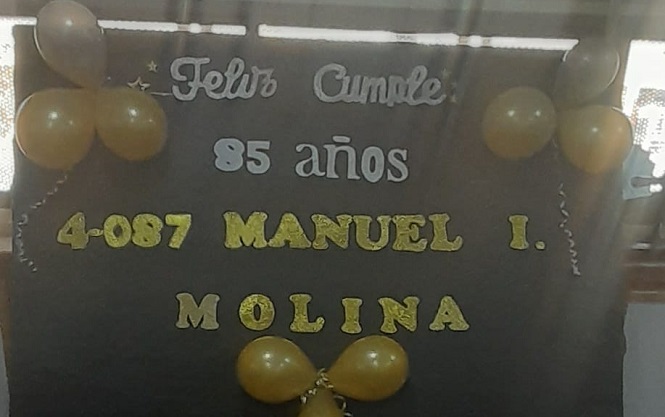 Feliz Cumple
85 años
4-087 MANUEL I.
MOLINA